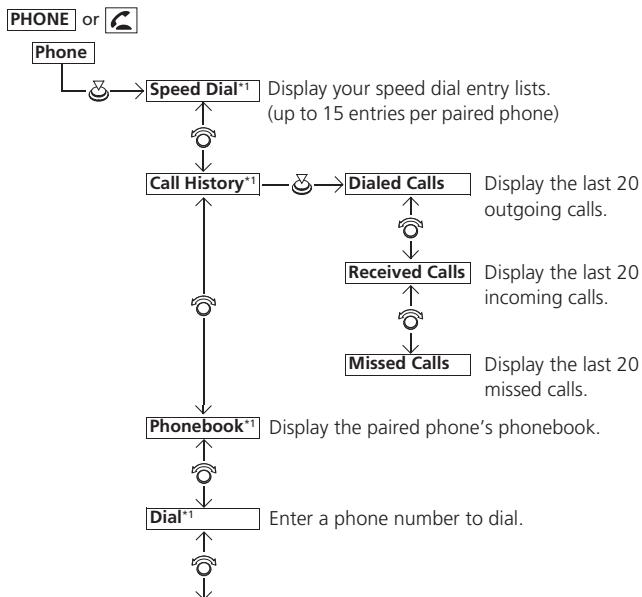 PHONE or
Phone
Speed Dial*1 Display your speed dial entry lists.
(up to 15 entries per paired phone)
Call History*1 Dialed Calls Display the last 20
outgoing calls.
Received Calls Display the last 20
incoming calls.
Missed Calls Display the last 20
missed calls.
Phonebook*1 Display the paired phone’s phonebook.
Dial*1 Enter a phone number to dial.